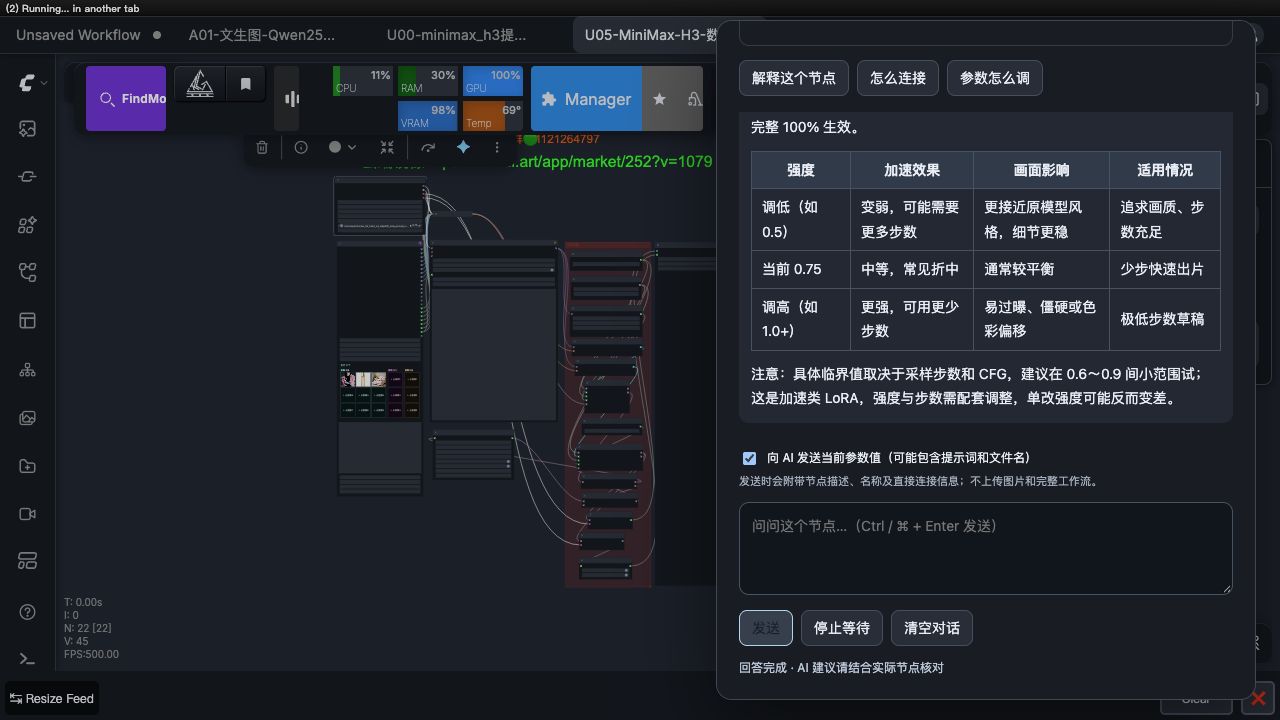 (2) Running... in another tab
Unsaved Workflow
A01-文生图-Qwen25...
U00-minimax_h3提...
U05-MiniMax-H3-数
FindMo
11%
CPU
30%
RAM
100%
GPU
98%
VRAM
69°
Temp
Manager
1121264797
.art/app/market/252?v=1079
解释这个节点
怎么连接
参数怎么调
完整 100% 生效。
强度 加速效果 画面影响 适用情况
调低（如 0.5） 变弱，可能需要更多步数 更接近原模型风格，细节更稳 追求画质、步数充足
当前 0.75 中等，常见折中 通常较平衡 少步快速出片
调高（如 1.0+） 更强，可用更少步数 易过曝、僵硬或色彩偏移 极低步数草稿
注意：具体临界值取决于采样步数和 CFG，建议在 0.6～0.9 间小范围试；
这是加速类 LoRA，强度与步数需配套调整，单改强度可能反而变差。
向 AI 发送当前参数值（可能包含提示词和文件名）
发送时会附带节点描述、名称及直接连接信息；不上传图片和完整工作流。
问问这个节点...（Ctrl / ⌘ + Enter 发送）
发送
停止等待
清空对话
回答完成 · AI 建议请结合实际节点核对
T: 0.00s
I: 0
N: 22 [22]
V: 45
FPS:500.00
Resize Feed
Clear